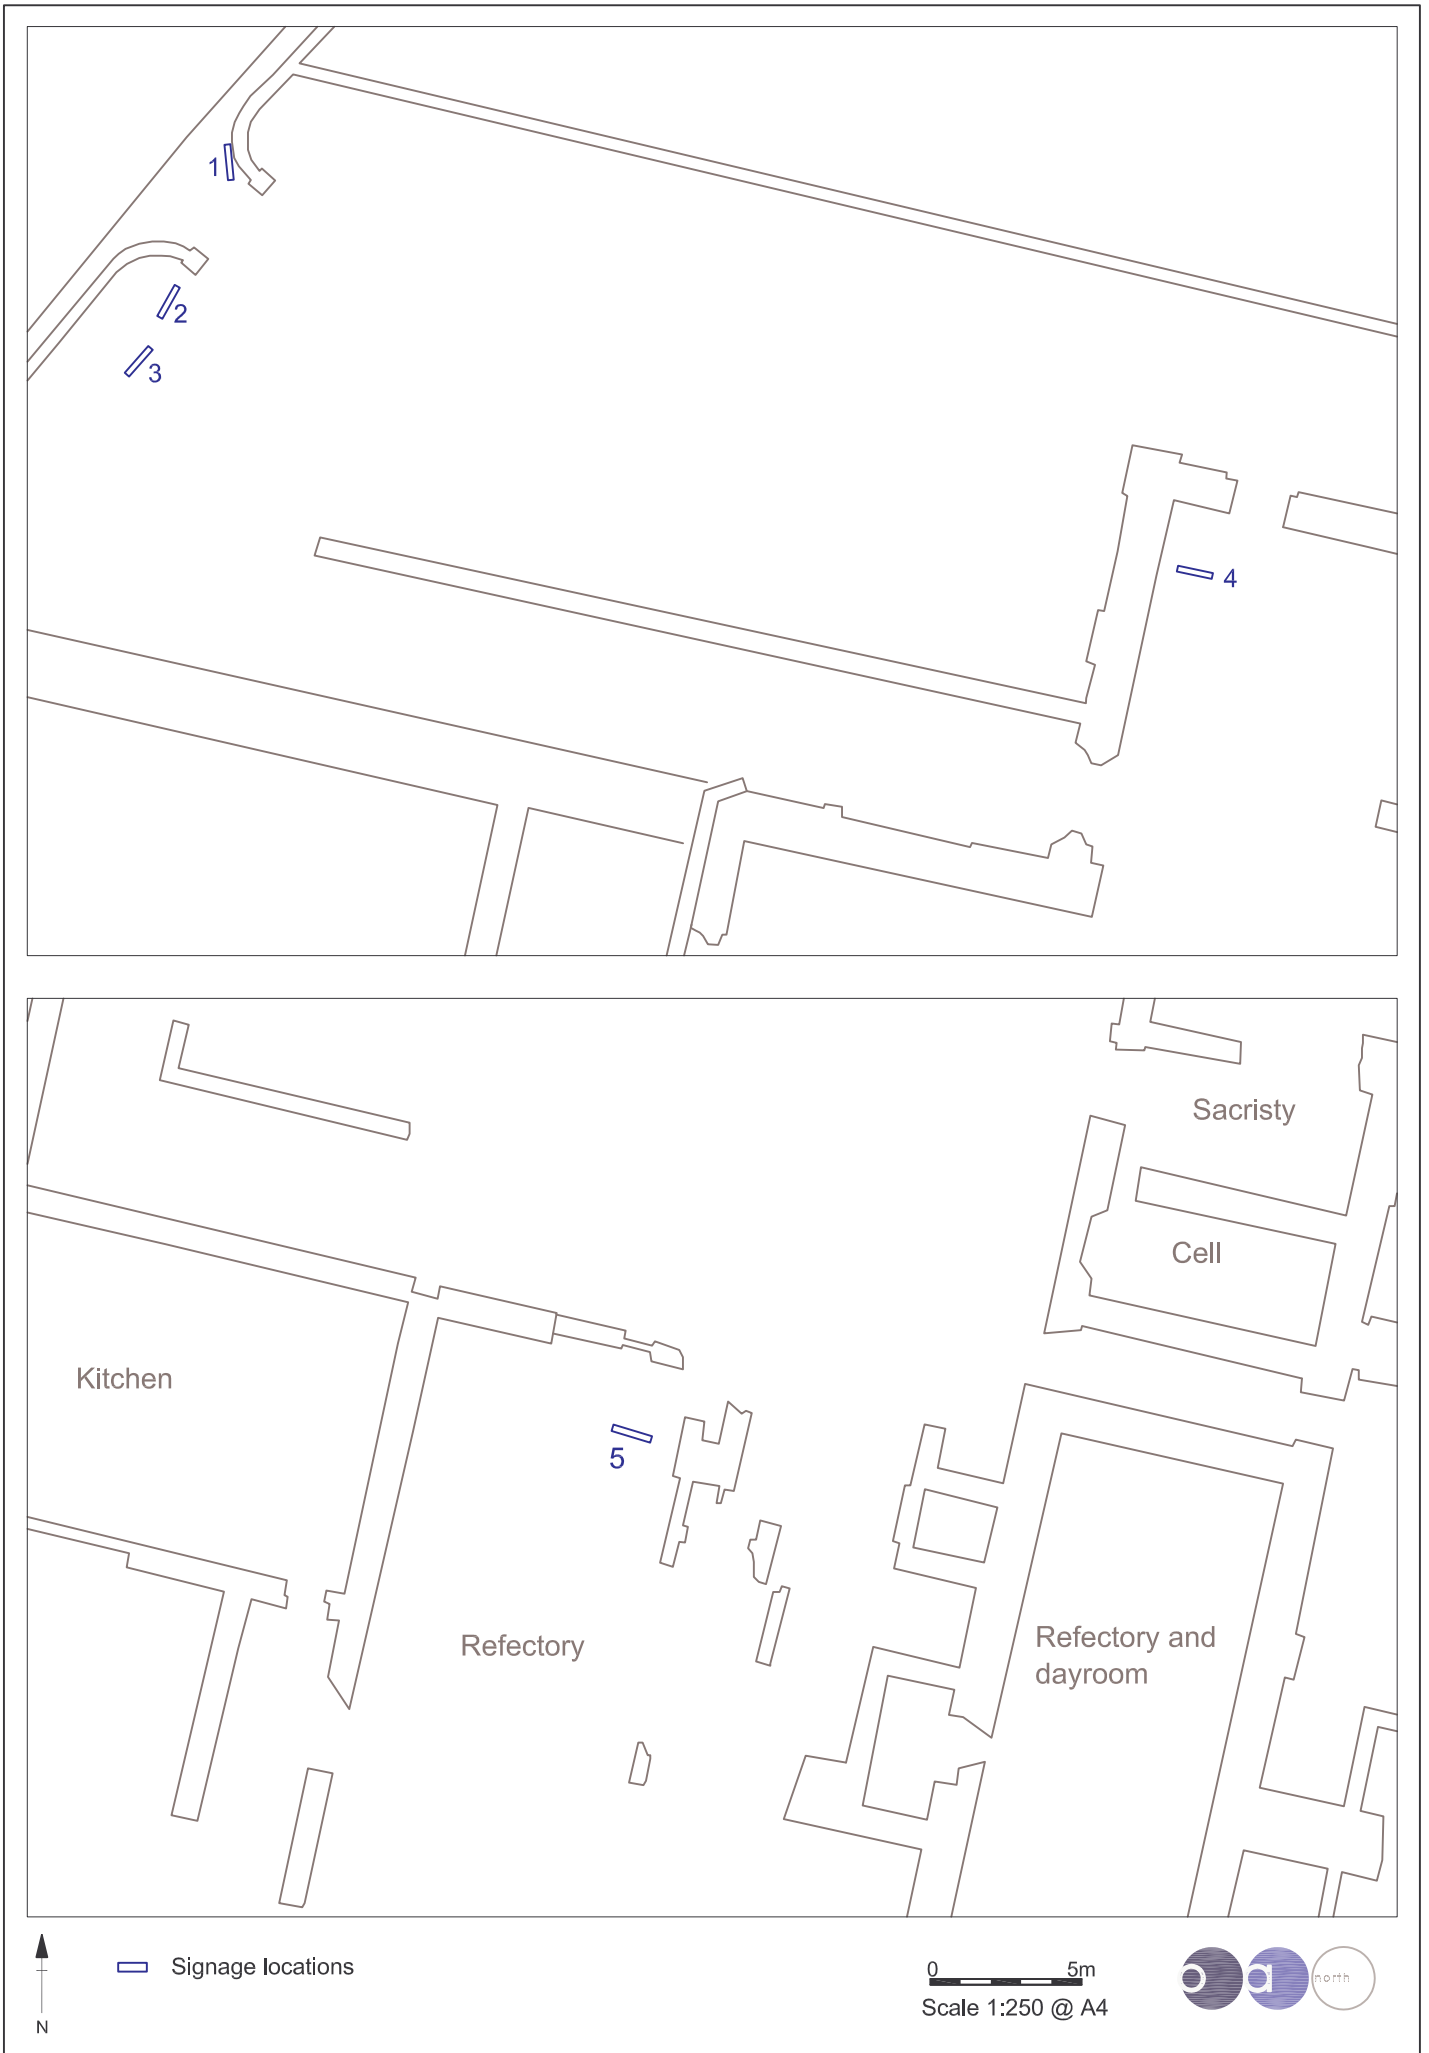 1
2
3
4
Sacristy
Cell
Kitchen
5
Refectory
Refectory and
dayroom
Signage locations
N
0 5m
Scale 1:250 @ A4
oa north